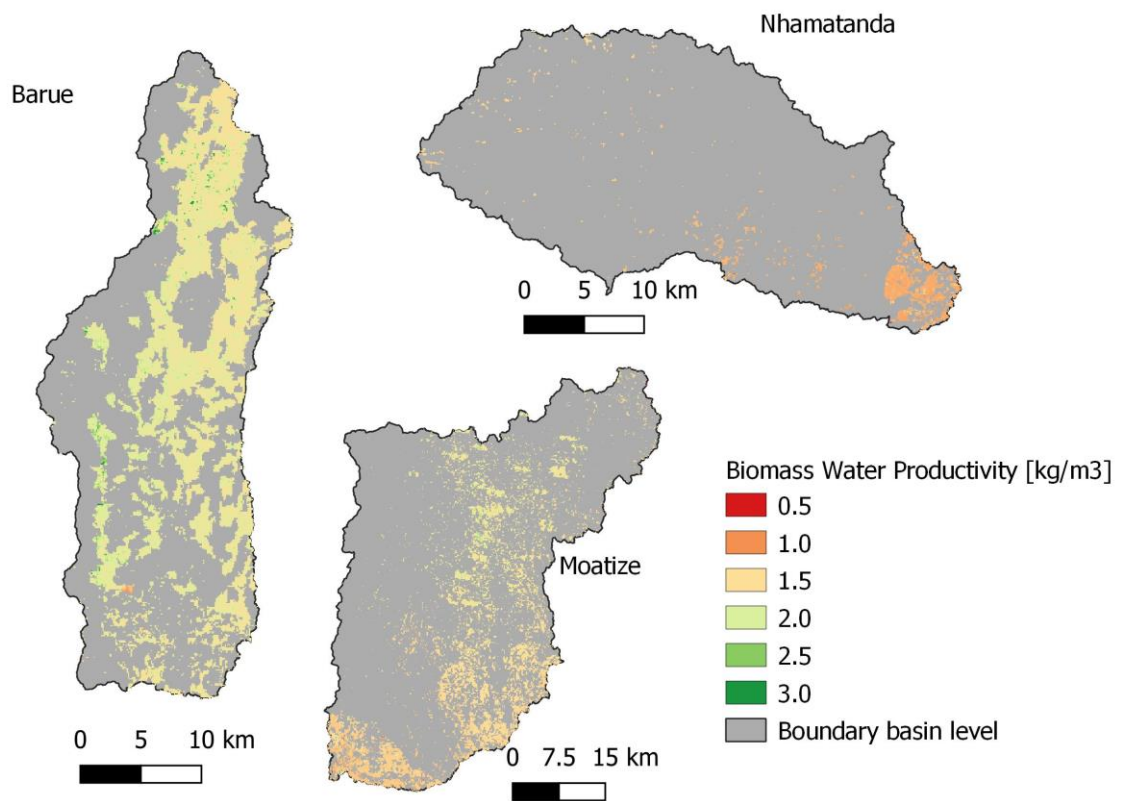 Nhamatanda
Barue
0 5 10 km
Moatize
Biomass Water Productivity [kg/m3]
0.5
1.0
1.5
2.0
2.5
3.0
Boundary basin level
0 5 10 km
0 7.5 15 km